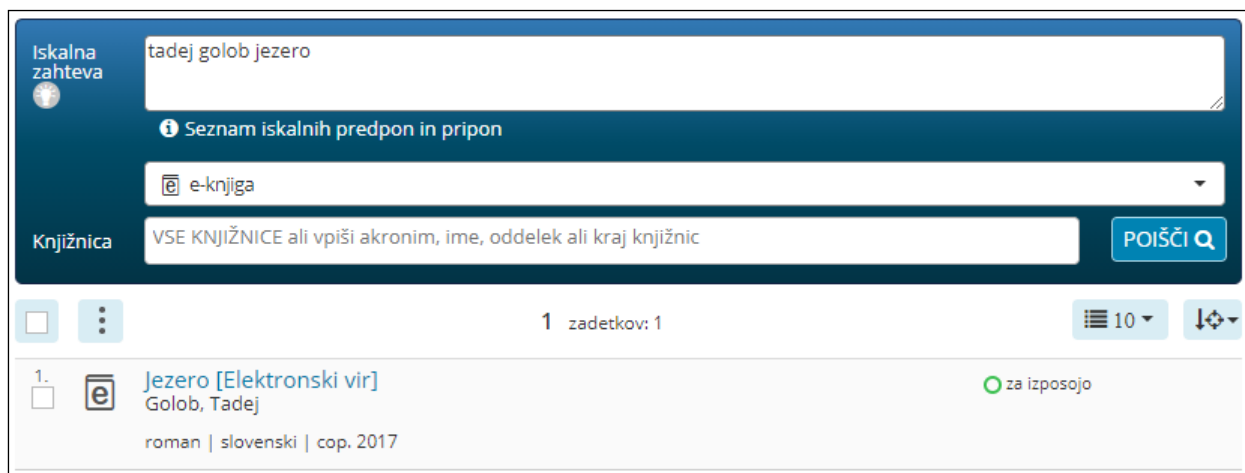 Iskalna zahteva
tadej golob jezero
Seznam iskalnih predpon in pripon
e-knjiga
Knjižnica
VSE KNJIŽNICE ali vpiši akronim, ime, oddelek ali kraj knjižnic
POIŠČI
1 zadetkov: 1
10
1.
Jezero [Elektronski vir]
za izposojo
Golob, Tadej
roman | slovenski | cop. 2017